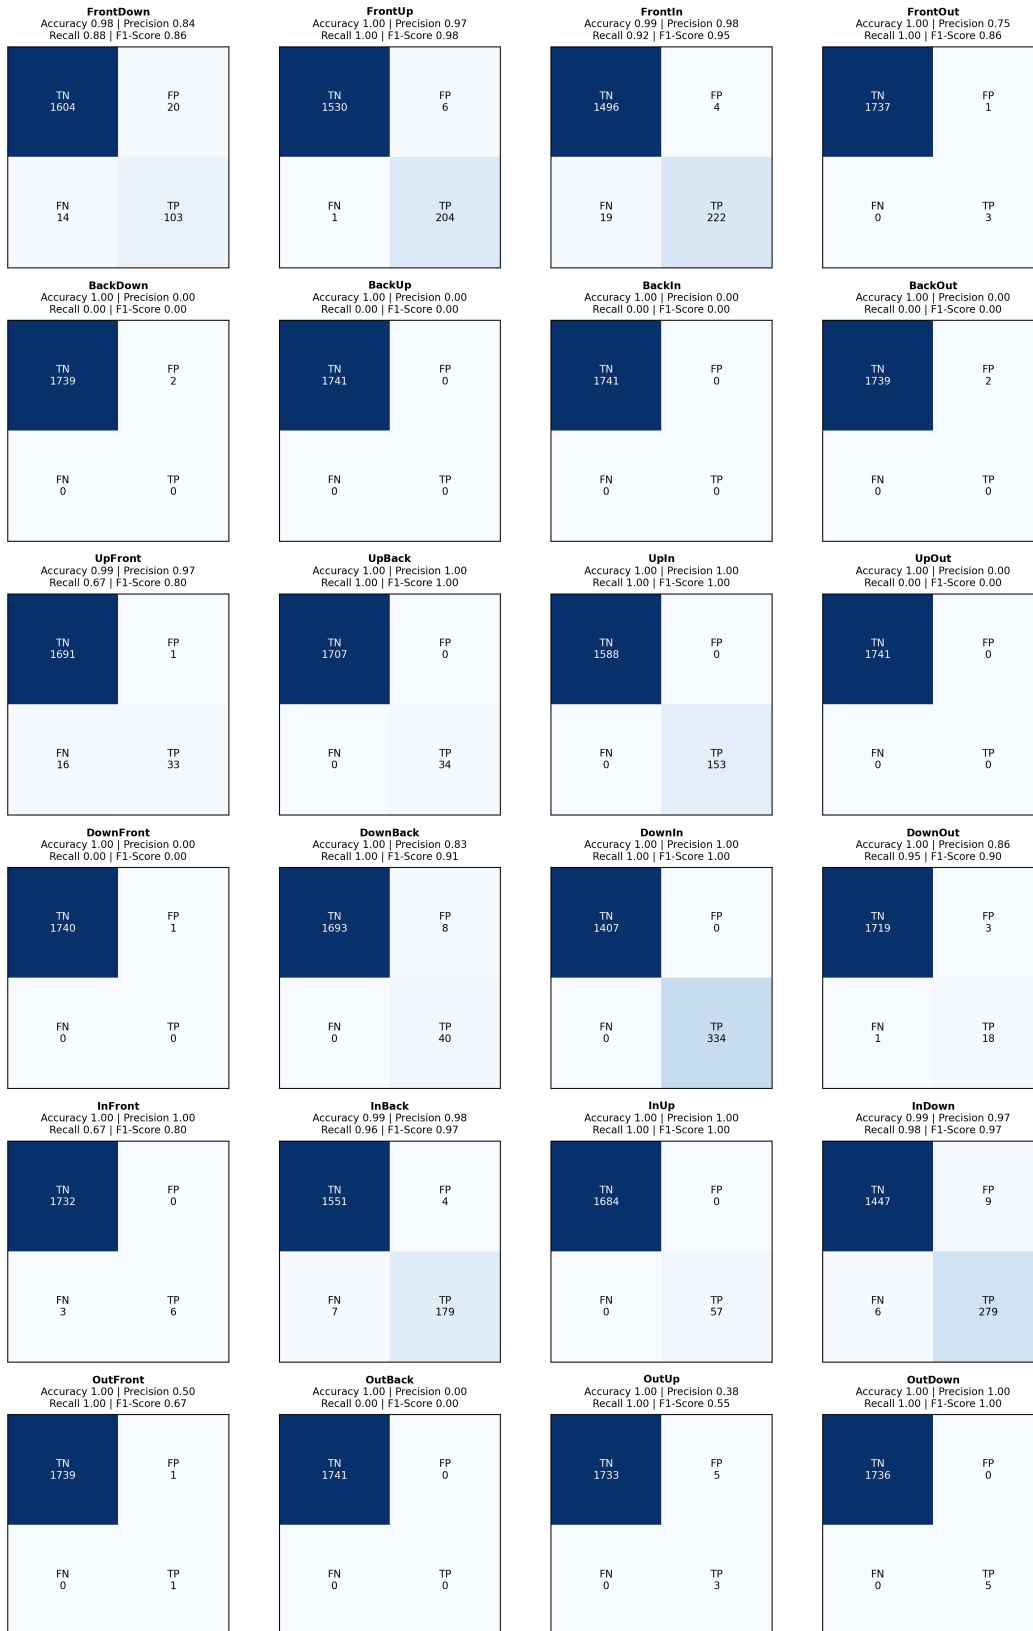 FrontDown
Accuracy 0.98 | Precision 0.84
Recall 0.88 | F1-Score 0.86
TN
1604
FP
20
FN
14
TP
103
FrontUp
Accuracy 1.00 | Precision 0.97
Recall 1.00 | F1-Score 0.98
TN
1530
FP
6
FN
1
TP
204
FrontIn
Accuracy 0.99 | Precision 0.98
Recall 0.92 | F1-Score 0.95
TN
1496
FP
4
FN
19
TP
222
FrontOut
Accuracy 1.00 | Precision 0.75
Recall 1.00 | F1-Score 0.86
TN
1737
FP
1
FN
0
TP
3
BackDown
Accuracy 1.00 | Precision 0.00
Recall 0.00 | F1-Score 0.00
TN
1739
FP
2
FN
0
TP
0
BackUp
Accuracy 1.00 | Precision 0.00
Recall 0.00 | F1-Score 0.00
TN
1741
FP
0
FN
0
TP
0
BackIn
Accuracy 1.00 | Precision 0.00
Recall 0.00 | F1-Score 0.00
TN
1741
FP
0
FN
0
TP
0
BackOut
Accuracy 1.00 | Precision 0.00
Recall 0.00 | F1-Score 0.00
TN
1739
FP
2
FN
0
TP
0
UpFront
Accuracy 0.99 | Precision 0.97
Recall 0.67 | F1-Score 0.80
TN
1691
FP
1
FN
16
TP
33
UpBack
Accuracy 1.00 | Precision 1.00
Recall 1.00 | F1-Score 1.00
TN
1707
FP
0
FN
0
TP
34
UpIn
Accuracy 1.00 | Precision 1.00
Recall 1.00 | F1-Score 1.00
TN
1588
FP
0
FN
0
TP
153
UpOut
Accuracy 1.00 | Precision 0.00
Recall 0.00 | F1-Score 0.00
TN
1741
FP
0
FN
0
TP
0
DownFront
Accuracy 1.00 | Precision 0.00
Recall 0.00 | F1-Score 0.00
TN
1740
FP
1
FN
0
TP
0
DownBack
Accuracy 1.00 | Precision 0.83
Recall 1.00 | F1-Score 0.91
TN
1693
FP
8
FN
0
TP
40
DownIn
Accuracy 1.00 | Precision 1.00
Recall 1.00 | F1-Score 1.00
TN
1407
FP
0
FN
0
TP
334
DownOut
Accuracy 1.00 | Precision 0.86
Recall 0.95 | F1-Score 0.90
TN
1719
FP
3
FN
1
TP
18
InFront
Accuracy 1.00 | Precision 1.00
Recall 0.67 | F1-Score 0.80
TN
1732
FP
0
FN
3
TP
6
InBack
Accuracy 0.99 | Precision 0.98
Recall 0.96 | F1-Score 0.97
TN
1551
FP
4
FN
7
TP
179
InUp
Accuracy 1.00 | Precision 1.00
Recall 1.00 | F1-Score 1.00
TN
1684
FP
0
FN
0
TP
57
InDown
Accuracy 0.99 | Precision 0.97
Recall 0.98 | F1-Score 0.97
TN
1447
FP
9
FN
6
TP
279
OutFront
Accuracy 1.00 | Precision 0.50
Recall 1.00 | F1-Score 0.67
TN
1739
FP
1
FN
0
TP
1
OutBack
Accuracy 1.00 | Precision 0.00
Recall 0.00 | F1-Score 0.00
TN
1741
FP
0
FN
0
TP
0
OutUp
Accuracy 1.00 | Precision 0.38
Recall 1.00 | F1-Score 0.55
TN
1733
FP
5
FN
0
TP
3
OutDown
Accuracy 1.00 | Precision 1.00
Recall 1.00 | F1-Score 1.00
TN
1736
FP
0
FN
0
TP
5